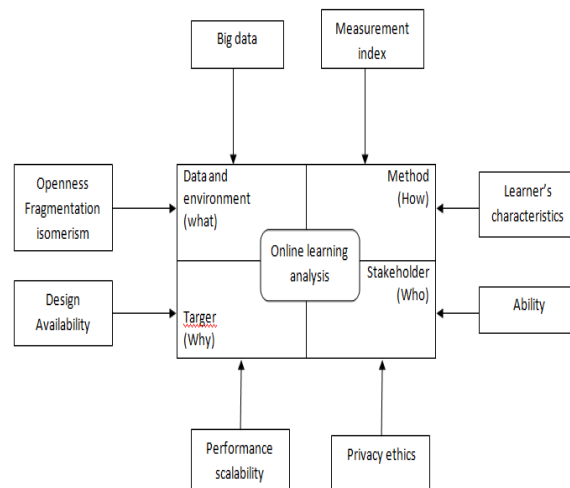 Big data
Measurement
index
Openness
Fragmentation
isomerism
Data and
environment
(what)
Method
(How)
Learner's
characteristics
Online learning
analysis
Design
Availability
Targer
(Why)
Stakeholder
(Who)
Ability
Performance
scalability
Privacy ethics